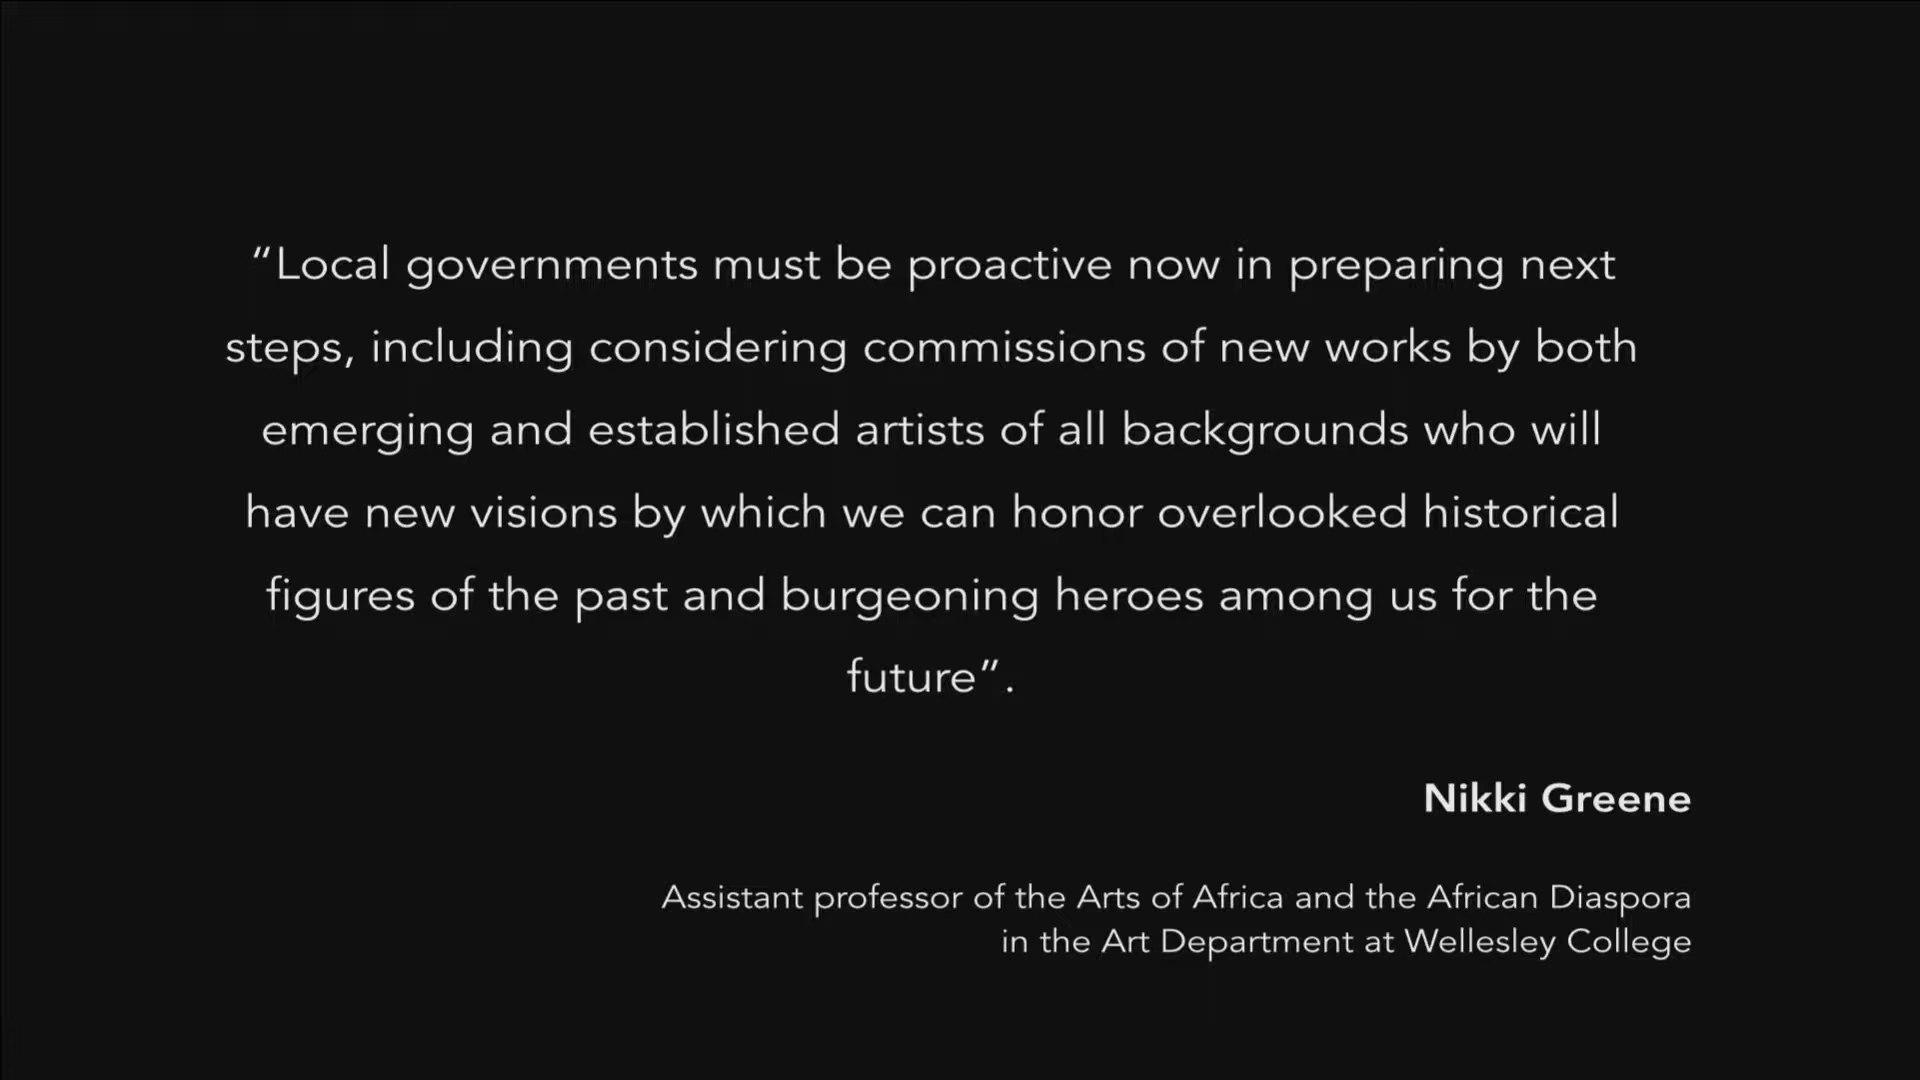 “Local governments must be proactive now in preparing next
steps, including considering commissions of new works by both
emerging and established artists of all backgrounds who will
have new visions by which we can honor overlooked historical
figures of the past and burgeoning heroes among us for the
future”.
Nikki Greene
Assistant professor of the Arts of Africa and the African Diaspora
in the Art Department at Wellesley College